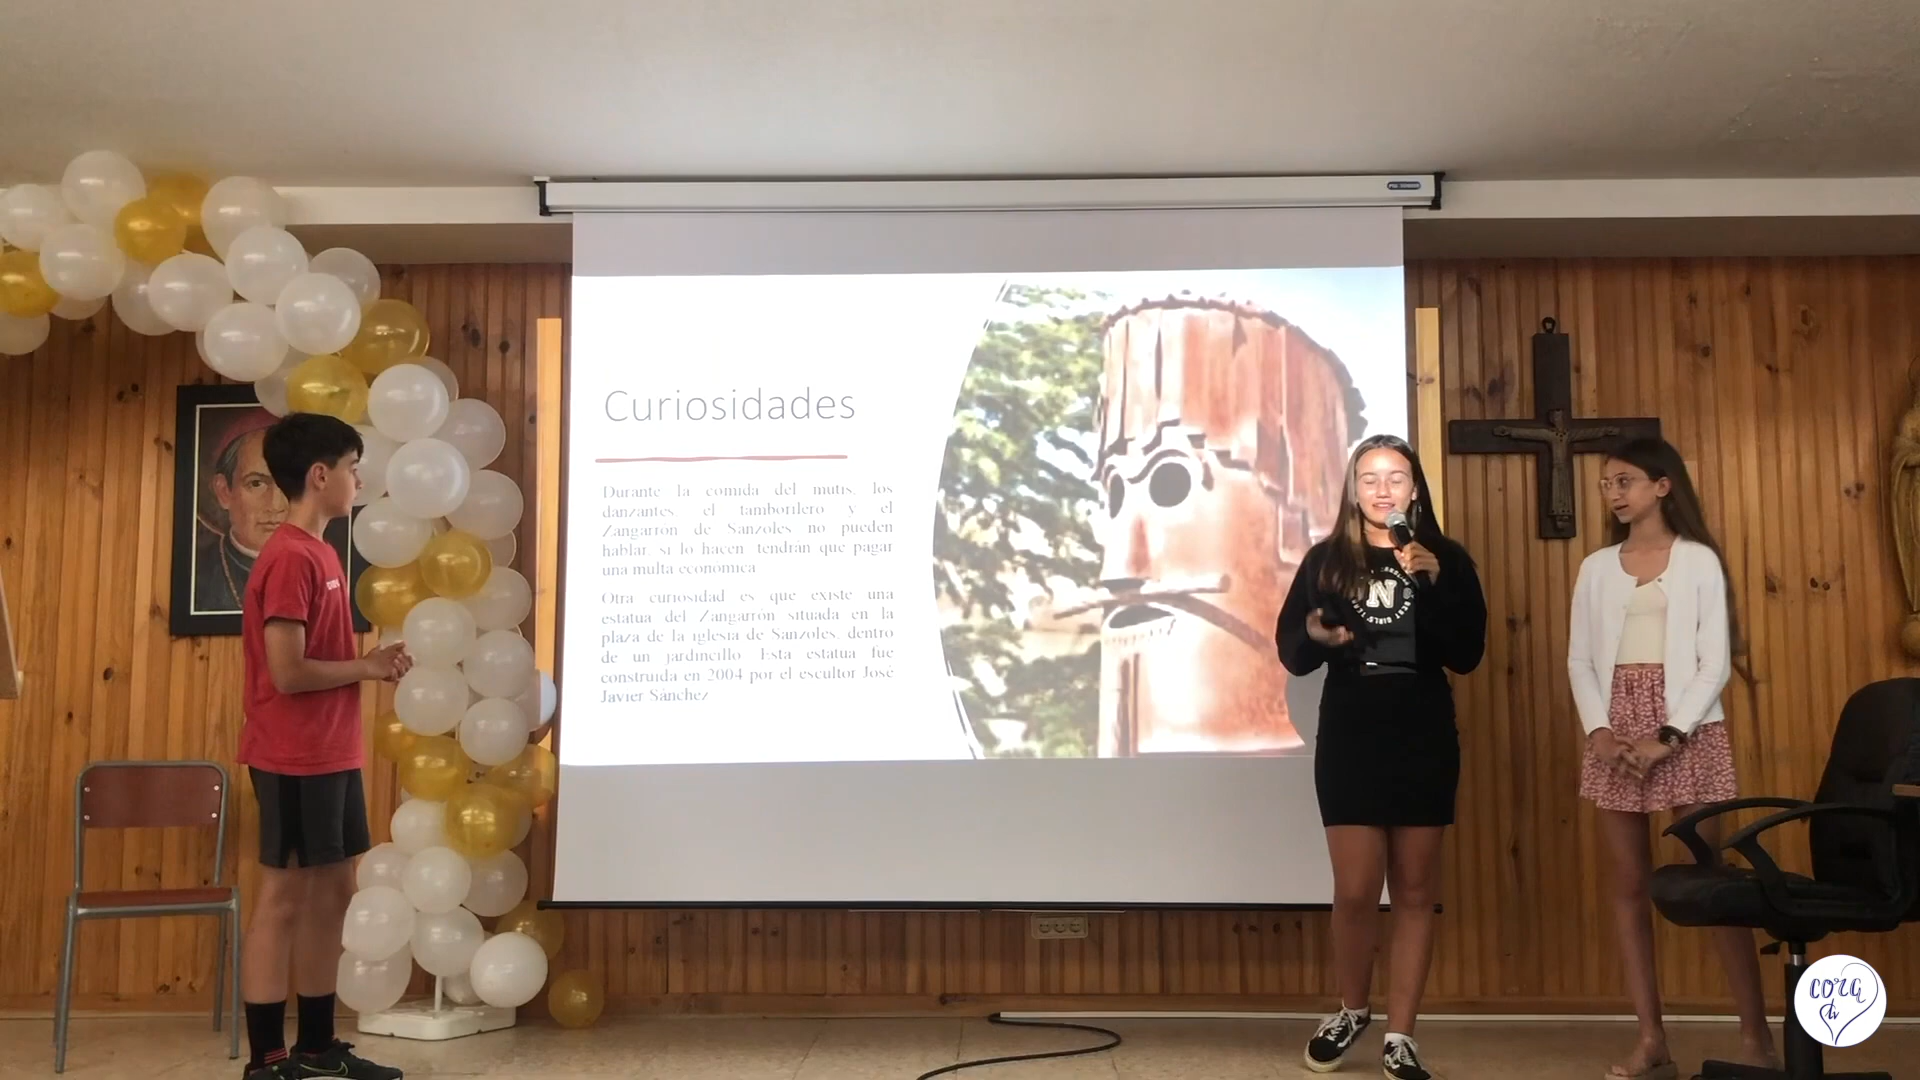 Curiosidades
Durante la comida del mutis, los
danzantes, el tamborilero y el
Zangarrón de Sanzoles no pueden
hablar, si lo hacen tendrán que pagar
una multa económica
Otra curiosidad es que existe una
estatua del Zangarrón situada en la
plaza de la iglesia de Sanzoles, dentro
de un jardincillo. Esta estatua fue
construida en 2004 por el escultor José
Javier Sánchez
N